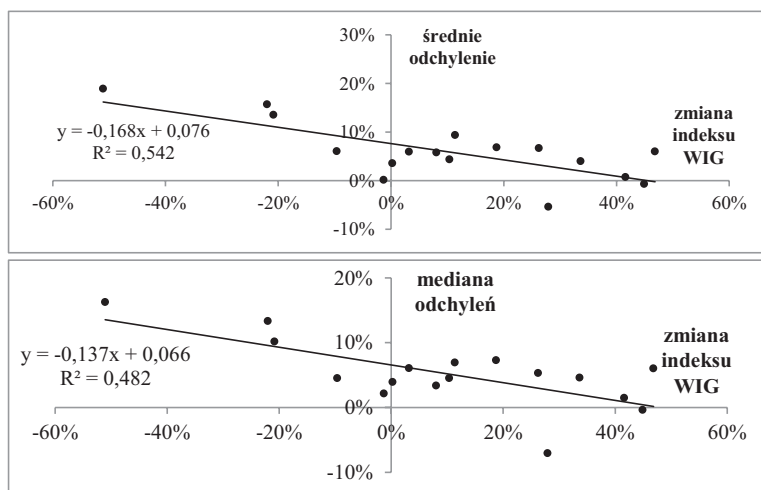 30%
średnie
odchylenie
20%
zmiana
indeksu
WIG
y = -0,168x + 0,076
R² = 0,542
10%
0%
-60%
-40%
-20%
0%
20%
40%
60%
-10%
20%
mediana
odchyleń
10%
zmiana
indeksu
WIG
y = -0,137x + 0,066
R² = 0,482
0%
-60%
-40%
-20%
0%
20%
40%
60%
-10%